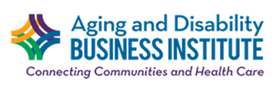 Aging and Disability
BUSINESS INSTITUTE
Connecting Communities and Health Care